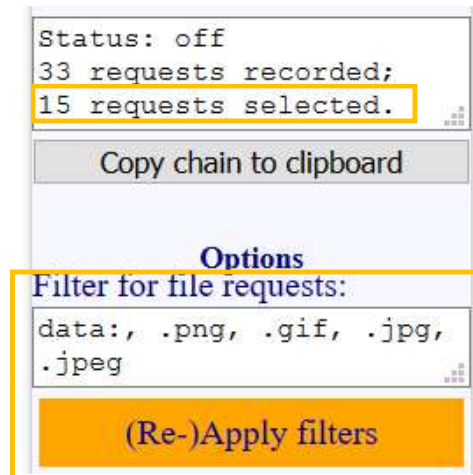 Status: off
33 requests recorded;
15 requests selected.
Copy chain to clipboard
Options
Filter for file requests:
data:, .png, .gif, .jpg,
.jpeg
(Re-)Apply filters